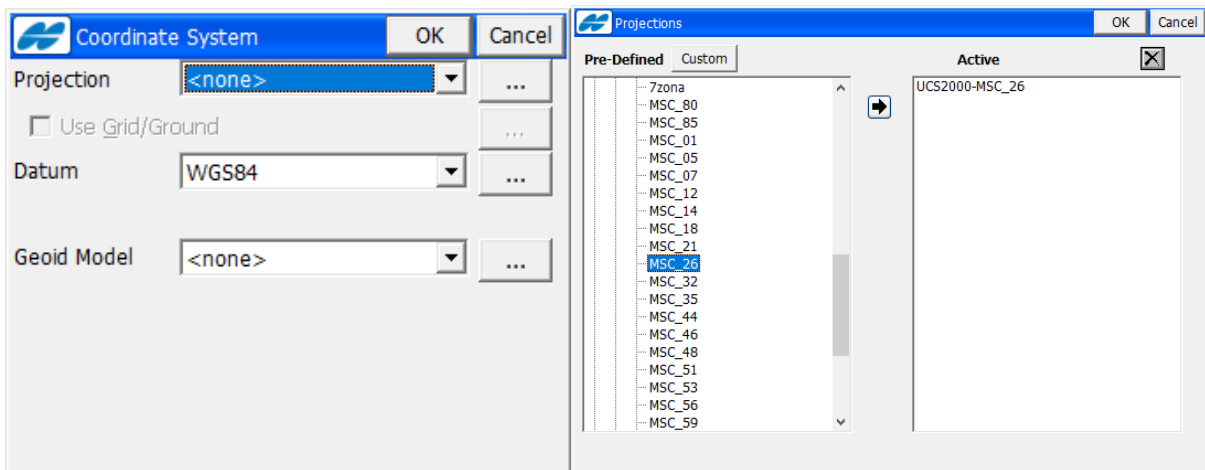 Coordinate System OK Cancel
Projection <none> ...
Use Grid/Ground ...
Datum WGS84 ...
Geoid Model <none> ...
Projections OK Cancel
Pre-Defined Custom Active
7zona
MSC_80
MSC_85
MSC_01
MSC_05
MSC_07
MSC_12
MSC_14
MSC_18
MSC_21
MSC_26
MSC_32
MSC_35
MSC_44
MSC_46
MSC_48
MSC_51
MSC_53
MSC_56
MSC_59
UCS2000-MSC_26